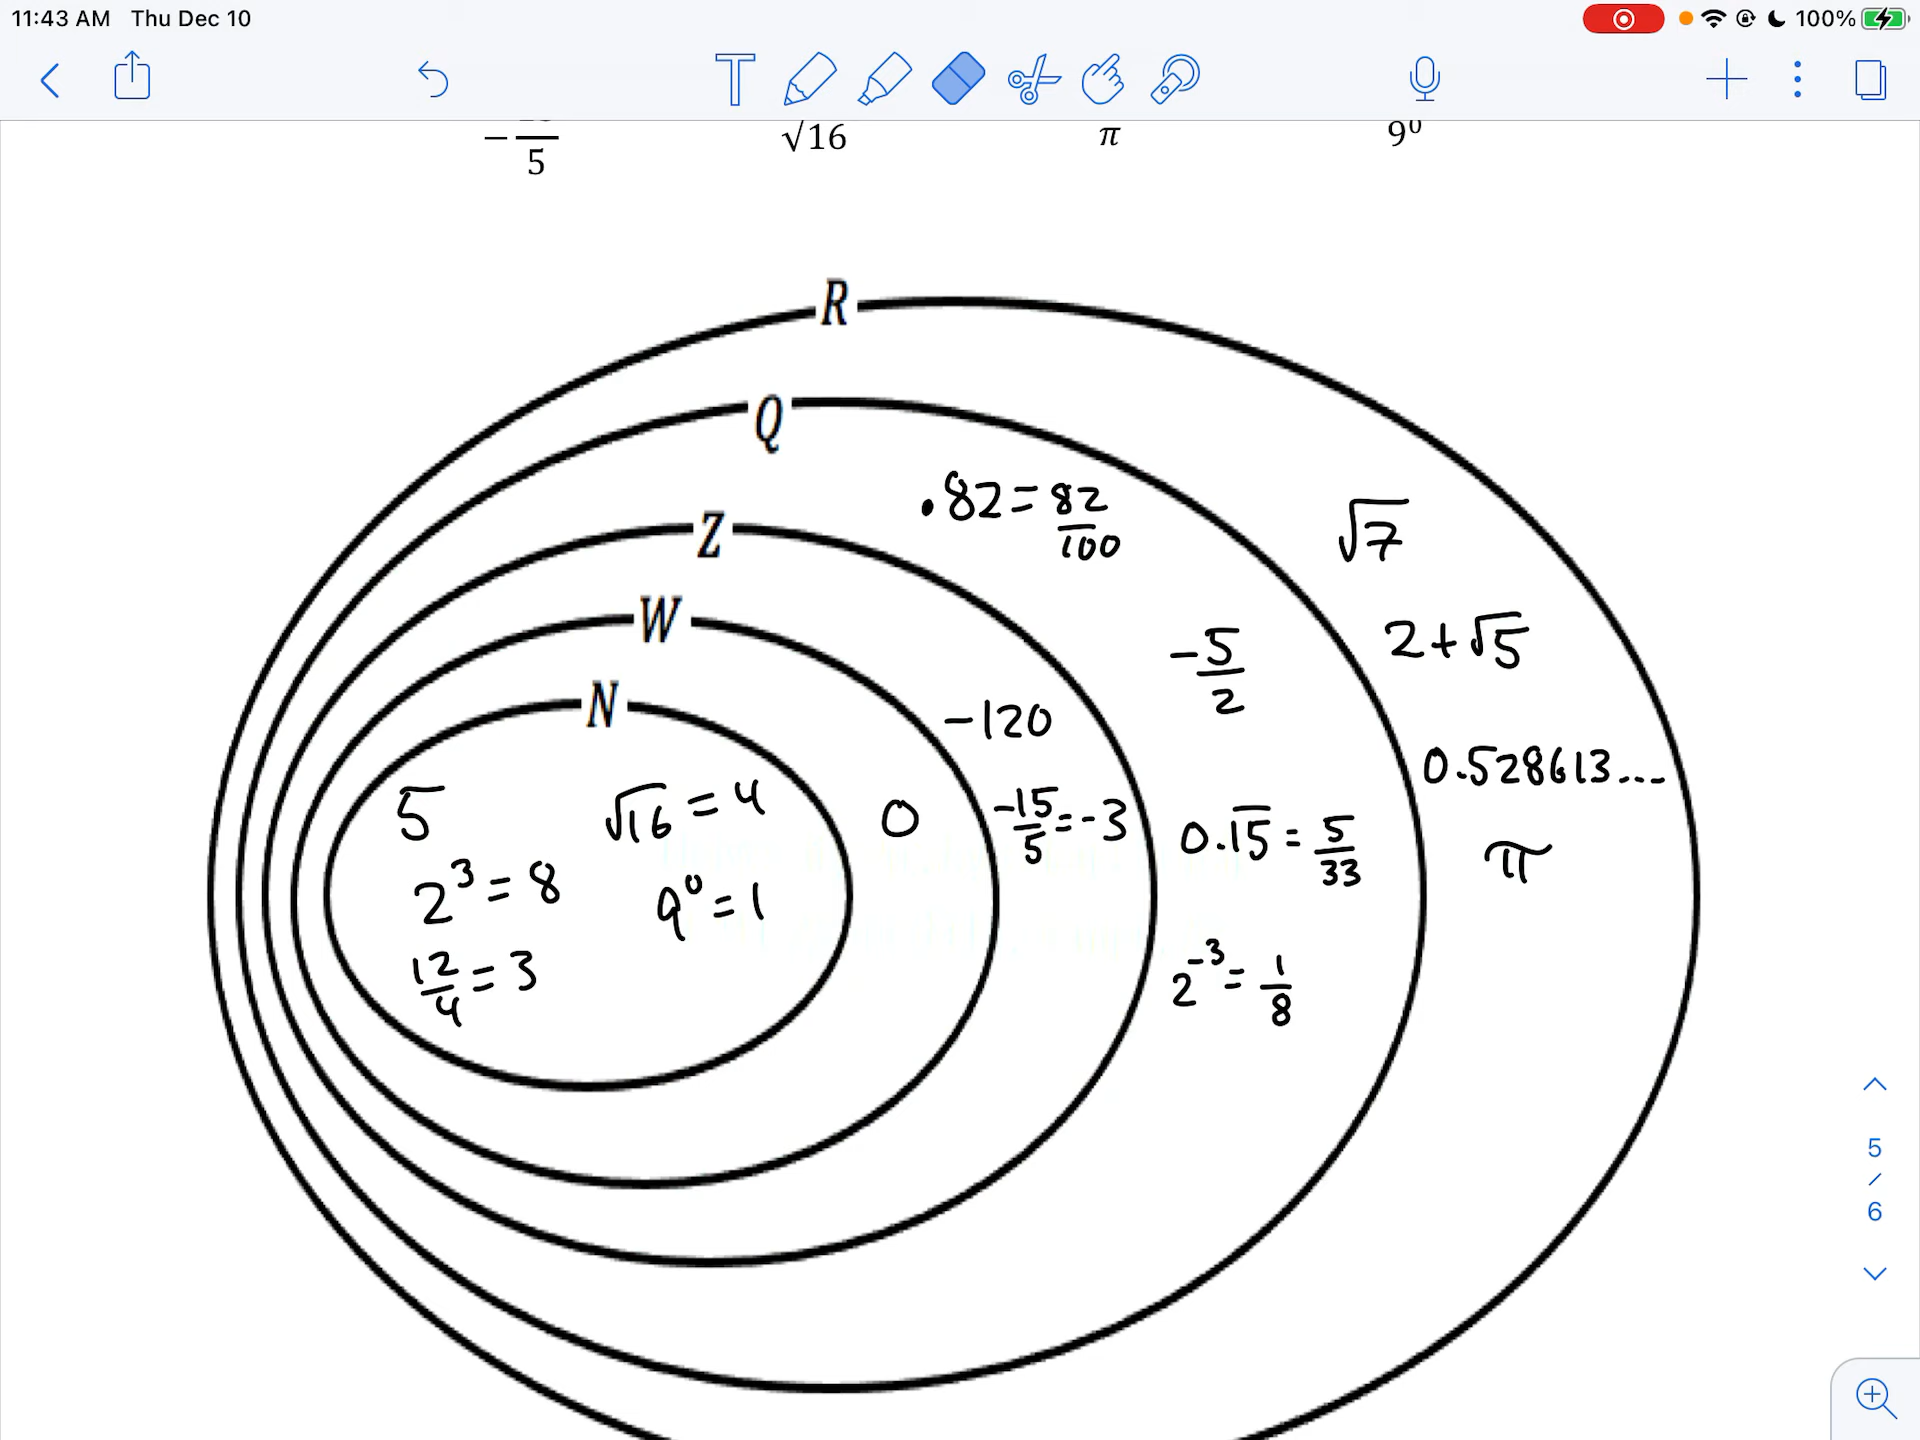 11:43 AM Thu Dec 10
100%
T
-
5
√16
π
9⁰
R
Q
.82 = 82/100
√7
Z
2+√5
W
-5/2
N
-120
0.528613...
5
√16 = 4
0
-15/5 = -3
0.1̅5̅ = 5/33
π
2³ = 8
9⁰ = 1
12/4 = 3
2⁻³ = 1/8
5
/
6